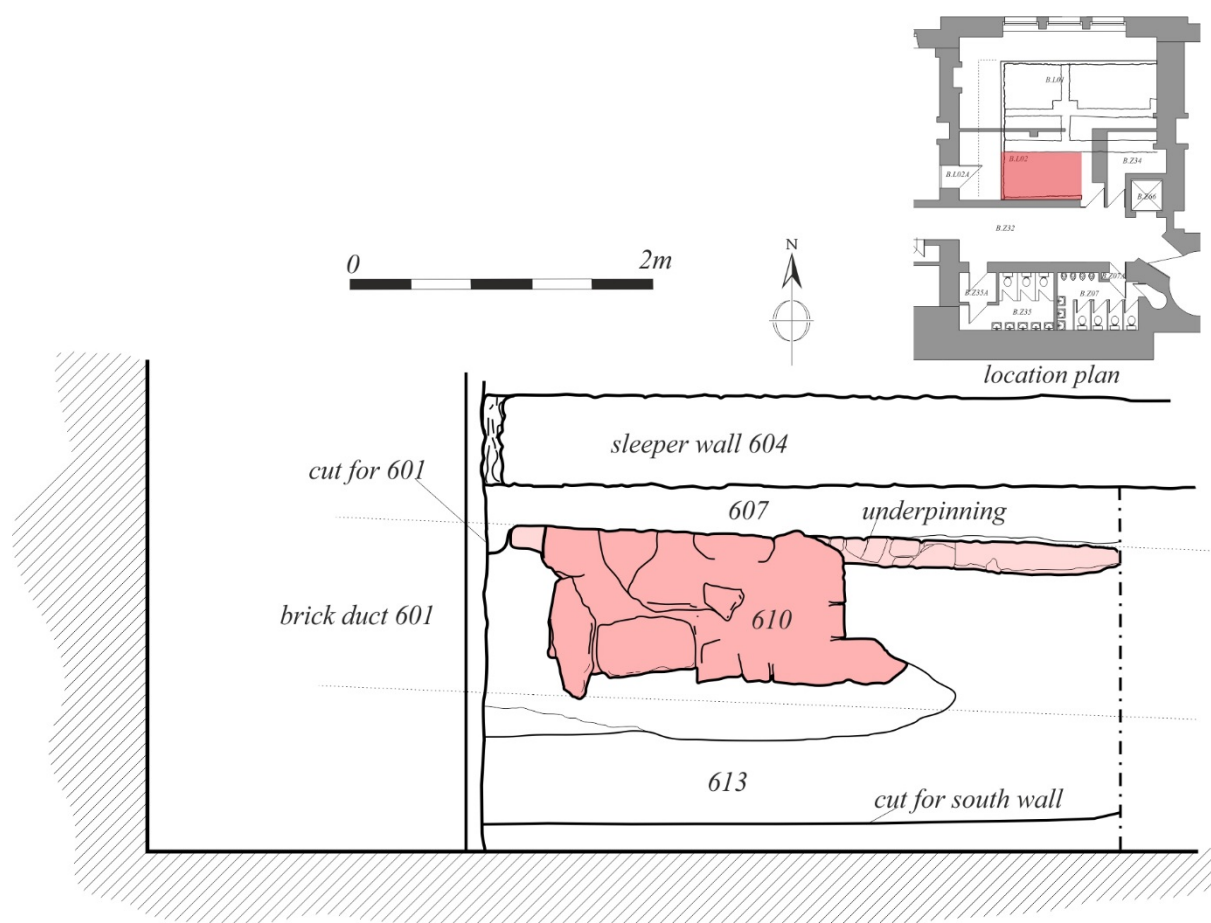 B.L01
B.L02
B.Z34
B.L02A
B.Z66
B.Z32
B.Z07A
B.Z35A
B.Z07
B.Z35
location plan
0 2m
N
sleeper wall 604
cut for 601
607
underpinning
brick duct 601
610
613
cut for south wall